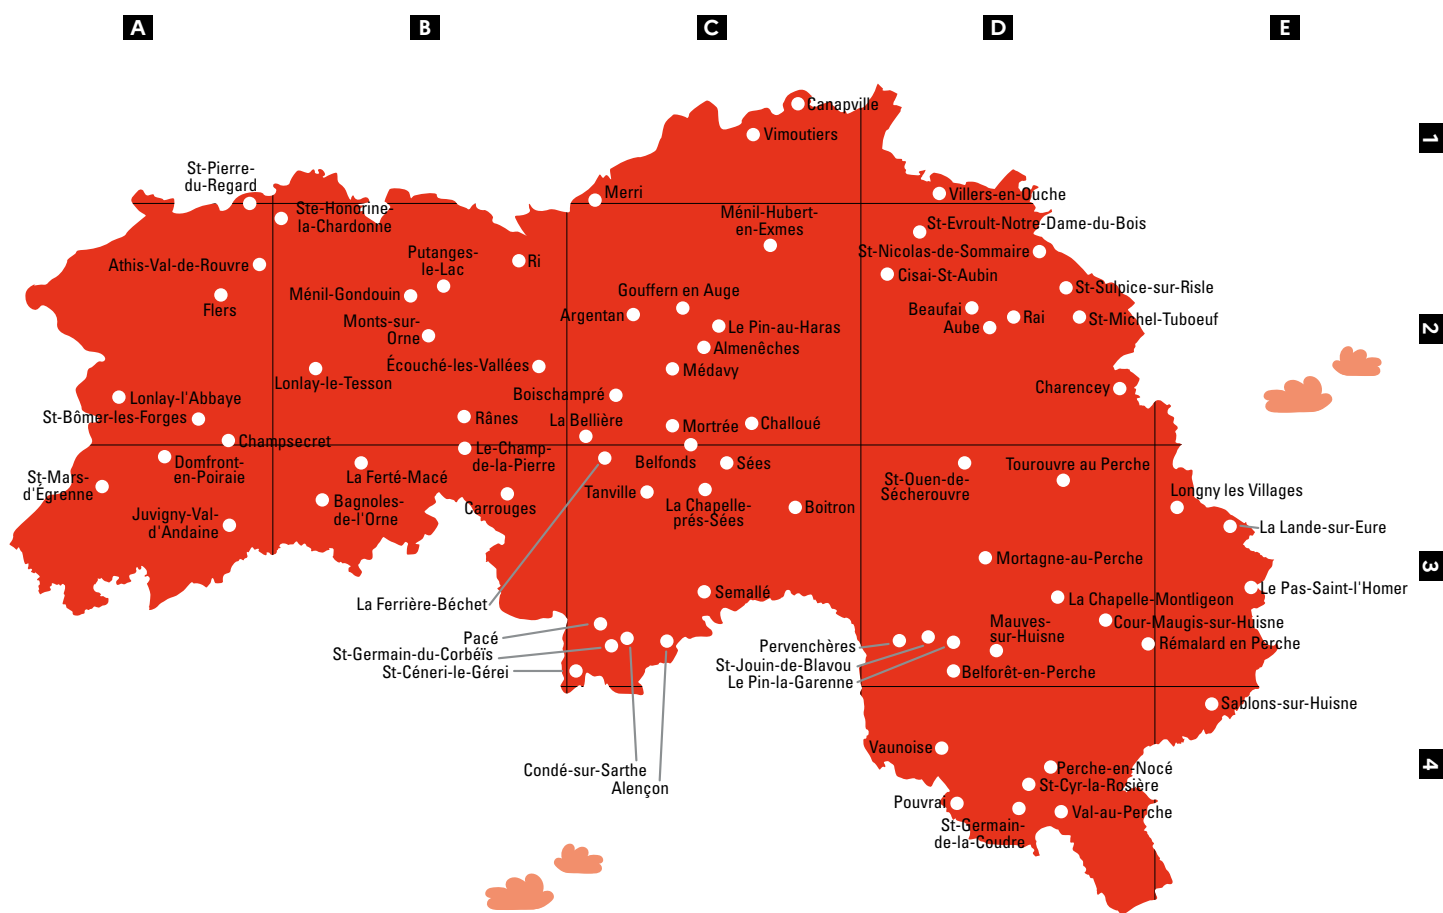 A
B
C
D
E
1
2
3
4
Canapville
Vimoutiers
St-Pierre-
du-Regard
Merri
Villers-en-Ouche
Ste-Honorine-
la-Chardonne
Ménil-Hubert-
en-Exmes
St-Evroult-Notre-Dame-du-Bois
St-Nicolas-de-Sommaire
Athis-Val-de-Rouvre
Putanges-
le-Lac
Ri
Cisai-St-Aubin
St-Sulpice-sur-Risle
Flers
Ménil-Gondouin
Gouffern en Auge
Argentan
Beaufai
Aube
Rai
St-Michel-Tuboeuf
Monts-sur-
Orne
Le Pin-au-Haras
Almenêches
Écouché-les-Vallées
Médavy
Lonlay-le-Tesson
Charencey
Lonlay-l'Abbaye
Boischampré
St-Bômer-les-Forges
Rânes
La Bellière
Mortrée
Challoué
Champsecret
Le-Champ-
de-la-Pierre
Belfonds
Sées
Domfront-
en-Poiraie
La Ferté-Macé
St-Mars-
d'Égrenne
St-Ouen-de-
Sécherouvre
Tourouvre au Perche
Tanville
La Chapelle-
prés-Sées
Boitron
Longny les Villages
Juvigny-Val-
d'Andaine
Bagnoles-
de-l'Orne
Carrouges
La Lande-sur-Eure
Mortagne-au-Perche
Semallé
Le Pas-Saint-l'Homer
La Ferrière-Béchet
La Chapelle-Montligeon
Mauves-
sur-Huisne
Cour-Maugis-sur-Huisne
Pacé
Pervenchères
Rémalard en Perche
St-Germain-du-Corbéïs
St-Jouin-de-Blavou
St-Céneri-le-Gérei
Le Pin-la-Garenne
Belforêt-en-Perche
Sablons-sur-Huisne
Vaunoise
Condé-sur-Sarthe
Alençon
Perche-en-Nocé
St-Cyr-la-Rosière
Pouvrai
Val-au-Perche
St-Germain-
de-la-Coudre